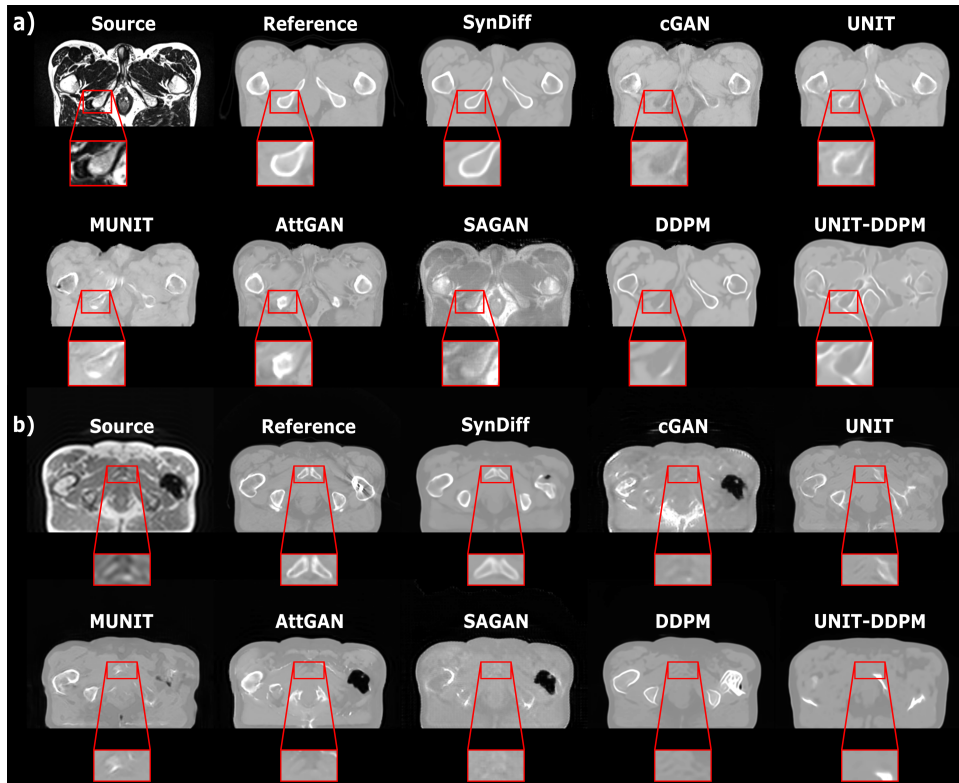 a)
Source Reference SynDiff cGAN UNIT
MUNIT AttGAN SAGAN DDPM UNIT-DDPM
b)
Source Reference SynDiff cGAN UNIT
MUNIT AttGAN SAGAN DDPM UNIT-DDPM